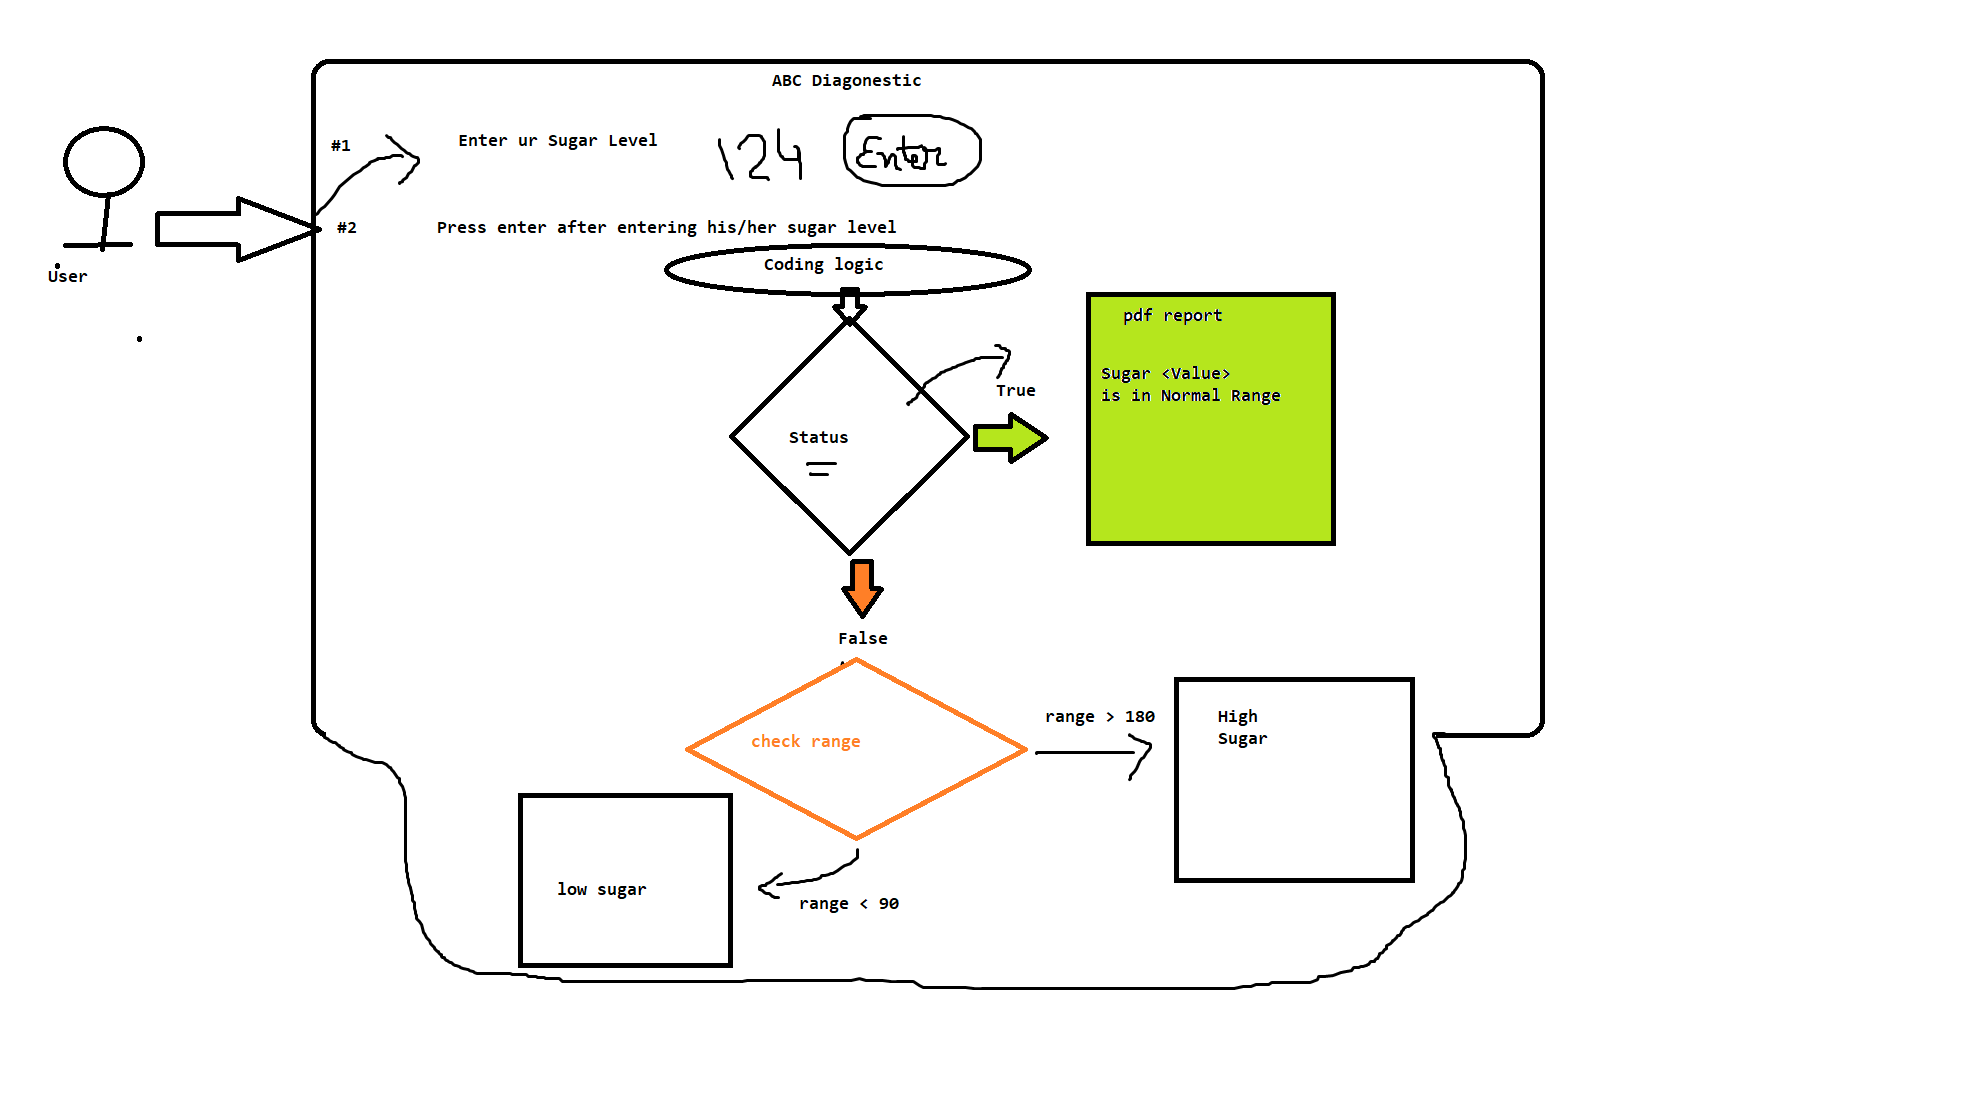 ABC Diagonestic
#1
Enter ur Sugar Level
124
Enter
#2
Press enter after entering his/her sugar level
User
Coding logic
pdf report
Sugar <Value>
is in Normal Range
True
Status
False
check range
range > 180
High
Sugar
low sugar
range < 90